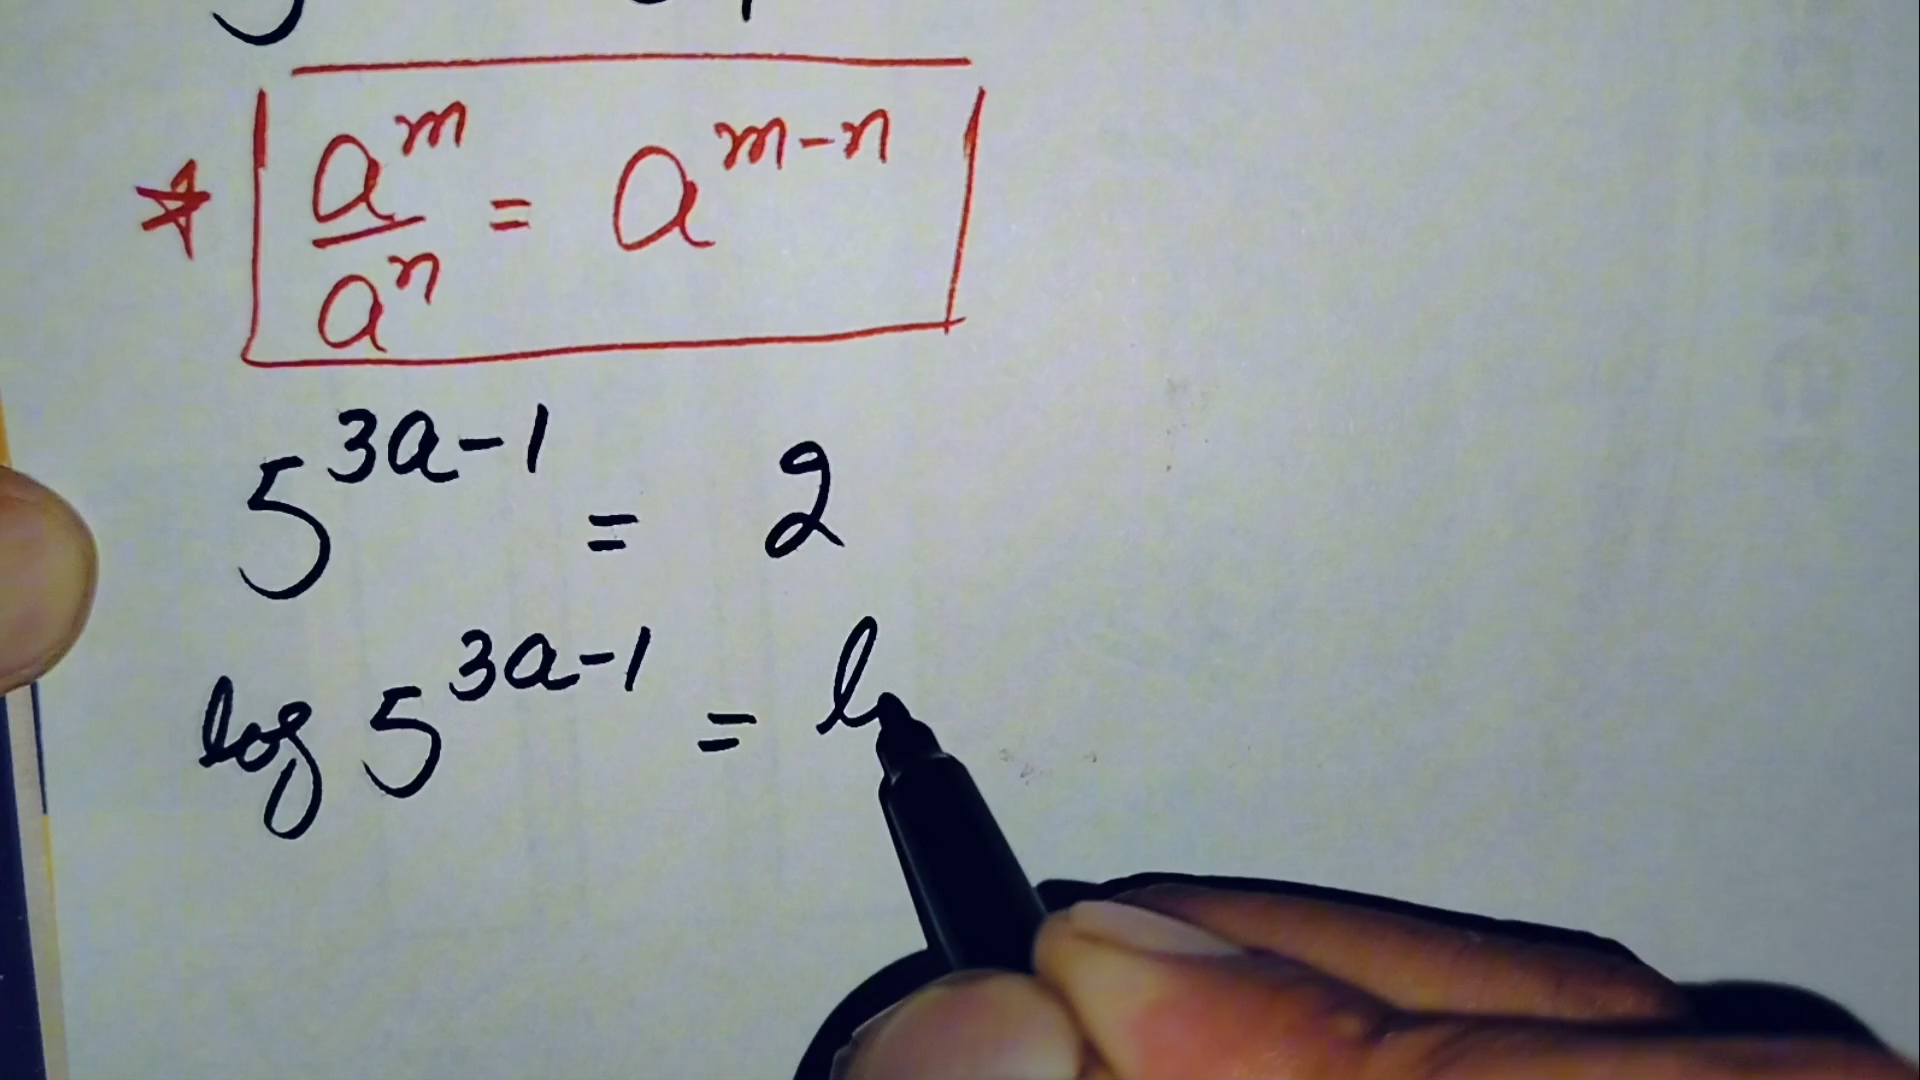 * a^m / a^n = a^(m-n)
5^(3a-1) = 2
log 5^(3a-1) = l